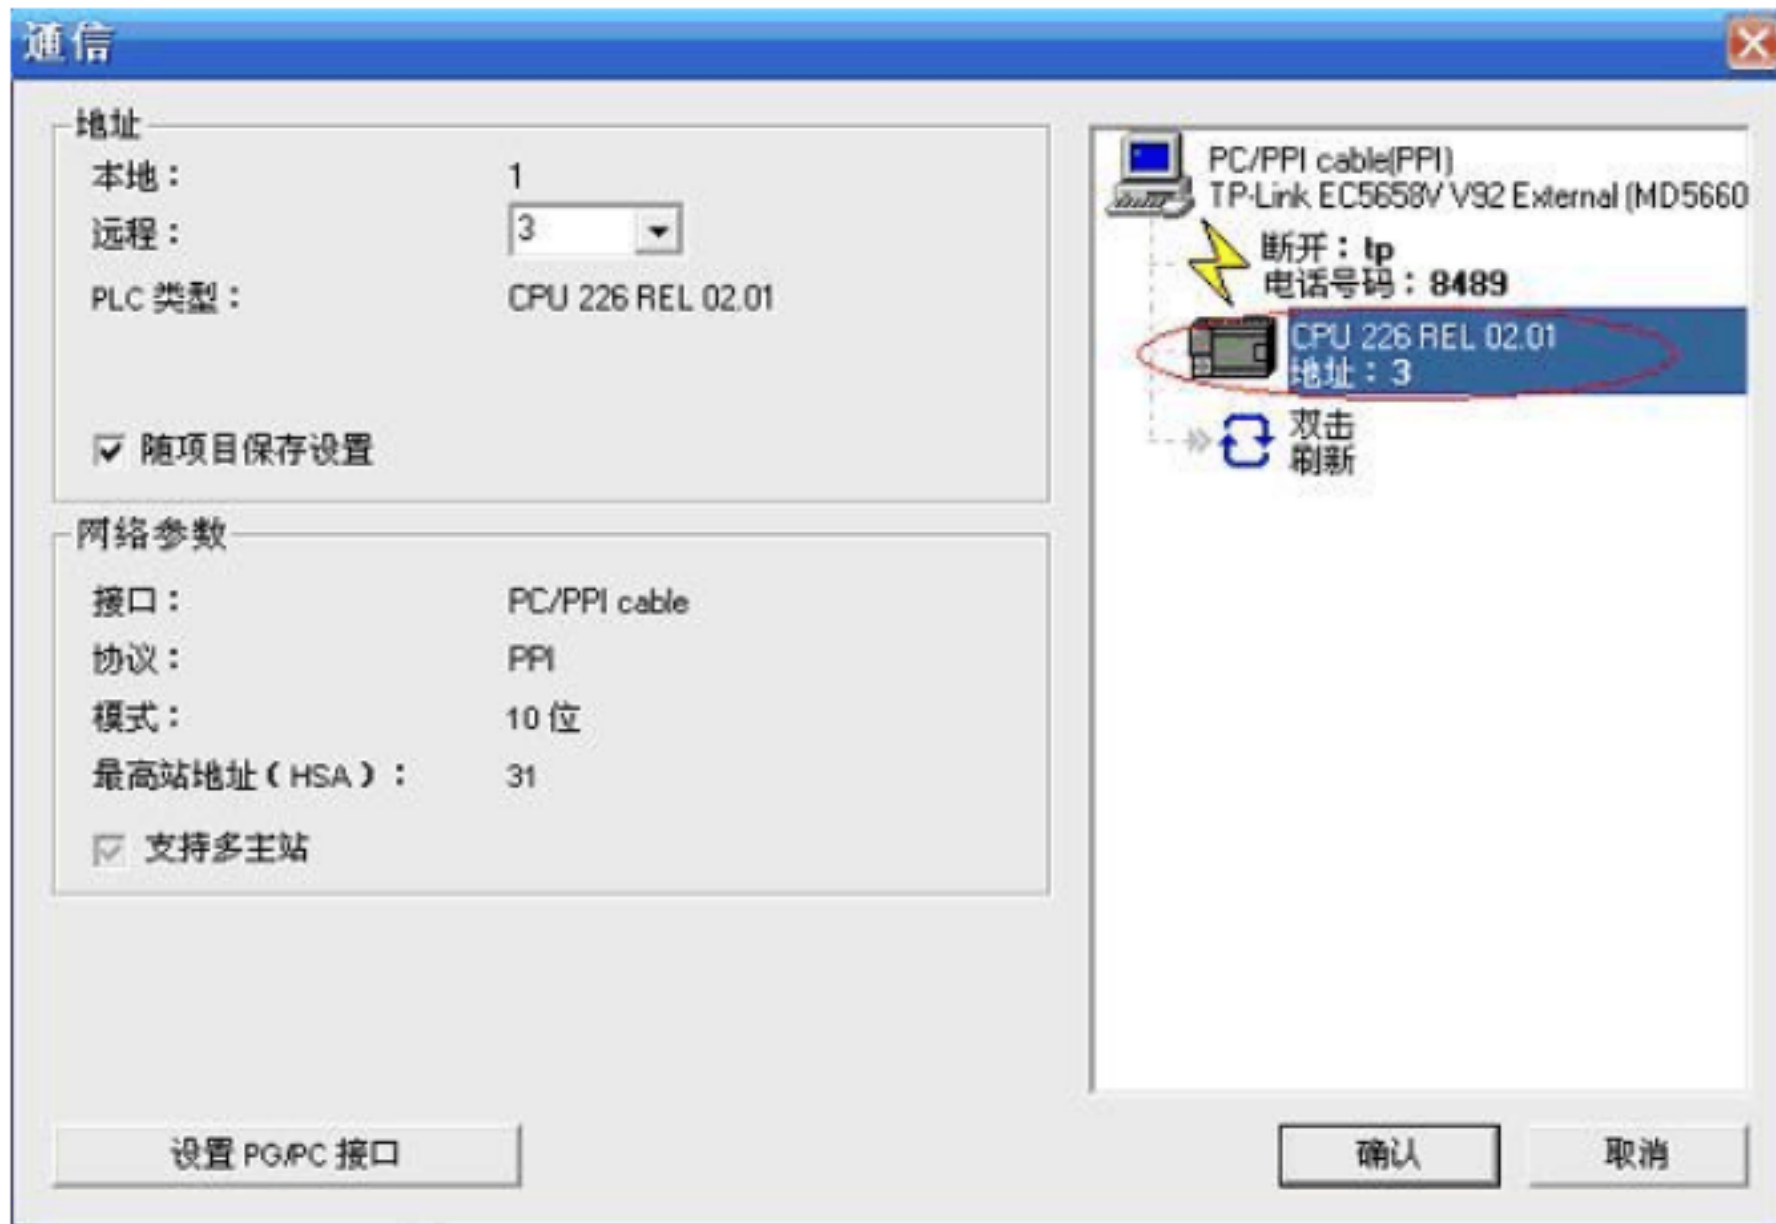 通信
地址
本地： 1
远程： 3
PLC 类型： CPU 226 REL 02.01
随项目保存设置
网络参数
接口： PC/PPI cable
协议： PPI
模式： 10 位
最高站地址（HSA）： 31
支持多主站
设置 PG/PC 接口
PC/PPI cable(PPI)
TP-Link EC5658V V92 External (MD5660
断开：tp
电话号码：8489
CPU 226 REL 02.01
地址：3
双击
刷新
确认
取消